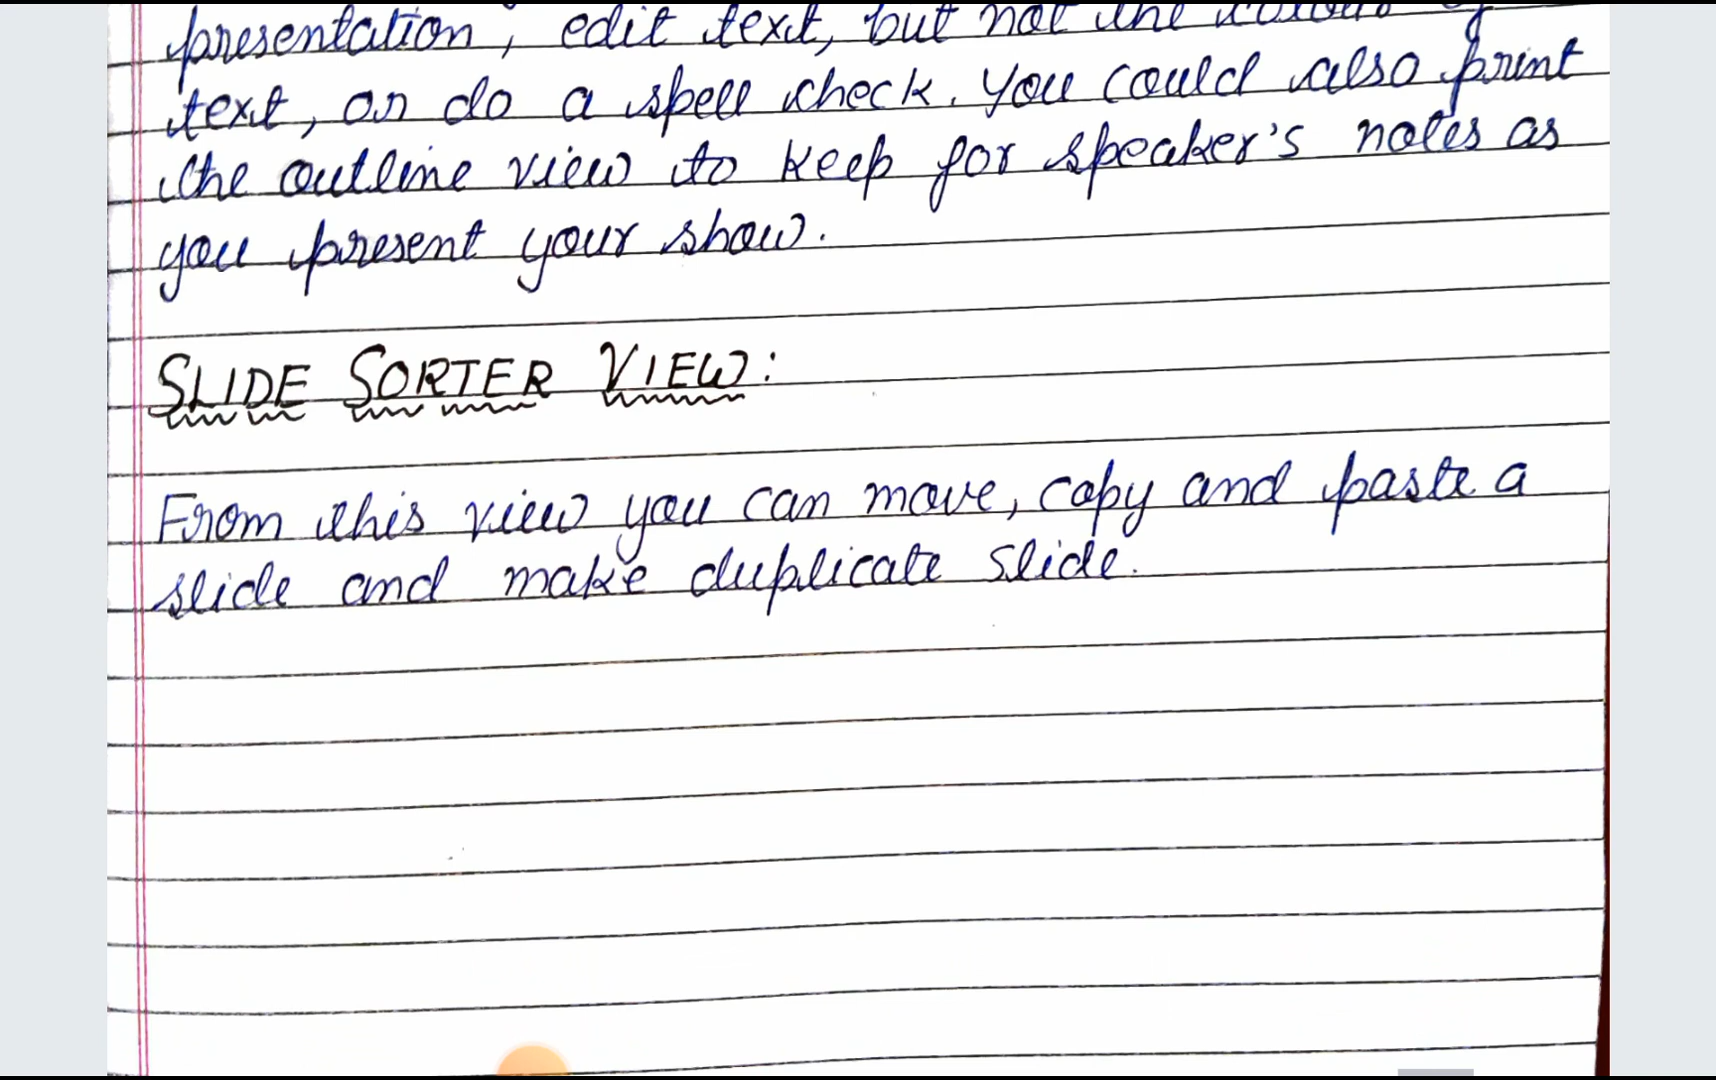 presentation, edit text, but not the colour of
text, or do a spell check. You could also print
the outline view to keep for speaker's notes as
you present your show.
SLIDE SORTER VIEW:
From this view you can move, copy and paste a
slide and make duplicate slide.